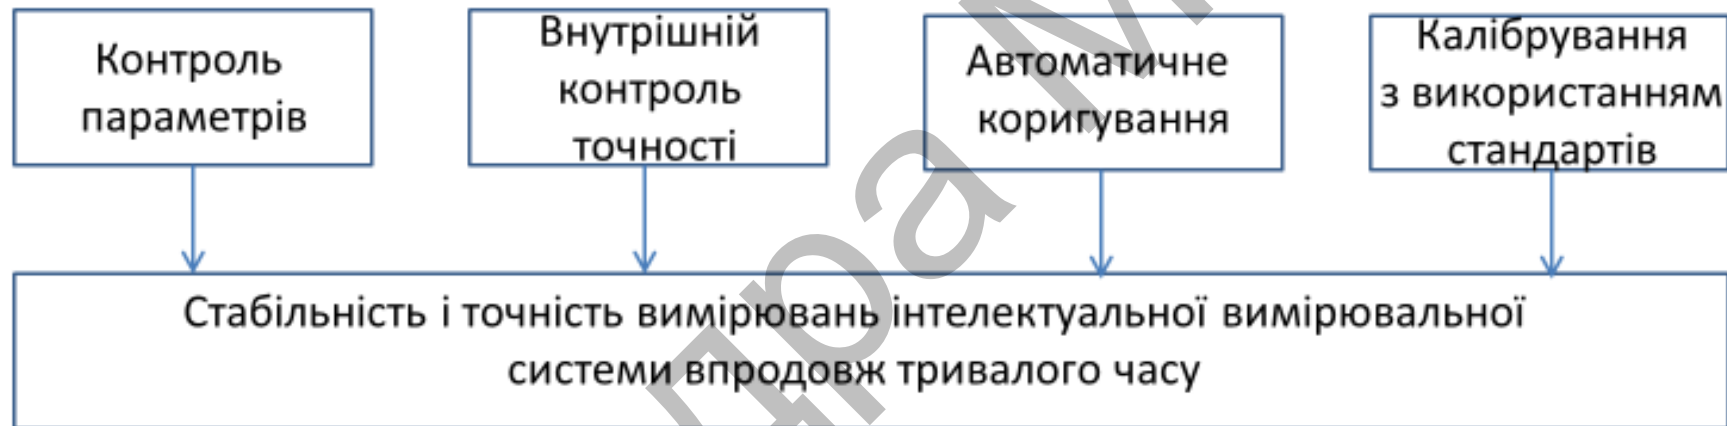 Контроль
параметрів
Внутрішній
контроль
точності
Автоматичне
коригування
Калібрування
з використанням
стандартів
Стабільність і точність вимірювань інтелектуальної вимірювальної
системи впродовж тривалого часу